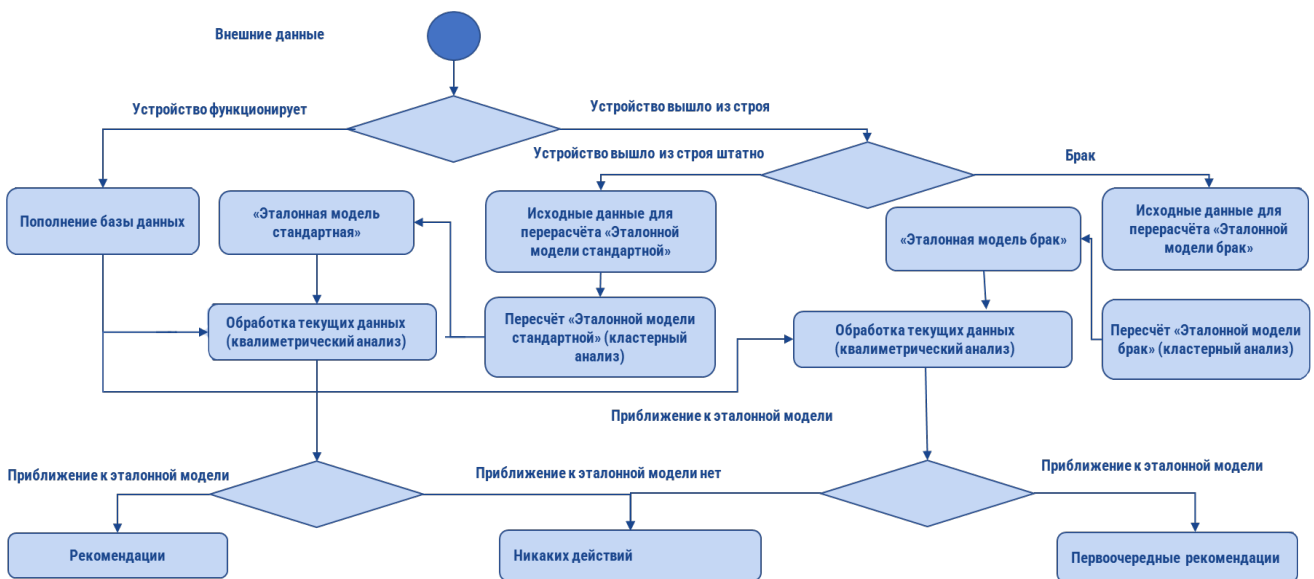 Внешние данные
Устройство функционирует
Устройство вышло из строя
Устройство вышло из строя штатно
Брак
Пополнение базы данных
«Эталонная модель
стандартная»
Исходные данные для
перерасчёта «Эталонной
модели стандартной»
«Эталонная модель брак»
Исходные данные для
перерасчёта «Эталонной
модели брак»
Обработка текущих данных
(квалиметрический анализ)
Пересчёт «Эталонной модели
стандартной» (кластерный
анализ)
Обработка текущих данных
(квалиметрический анализ)
Пересчёт «Эталонной модели
брак» (кластерный анализ)
Приближение к эталонной модели
Приближение к эталонной модели
Приближение к эталонной модели нет
Приближение к эталонной модели
Рекомендации
Никаких действий
Первоочередные рекомендации